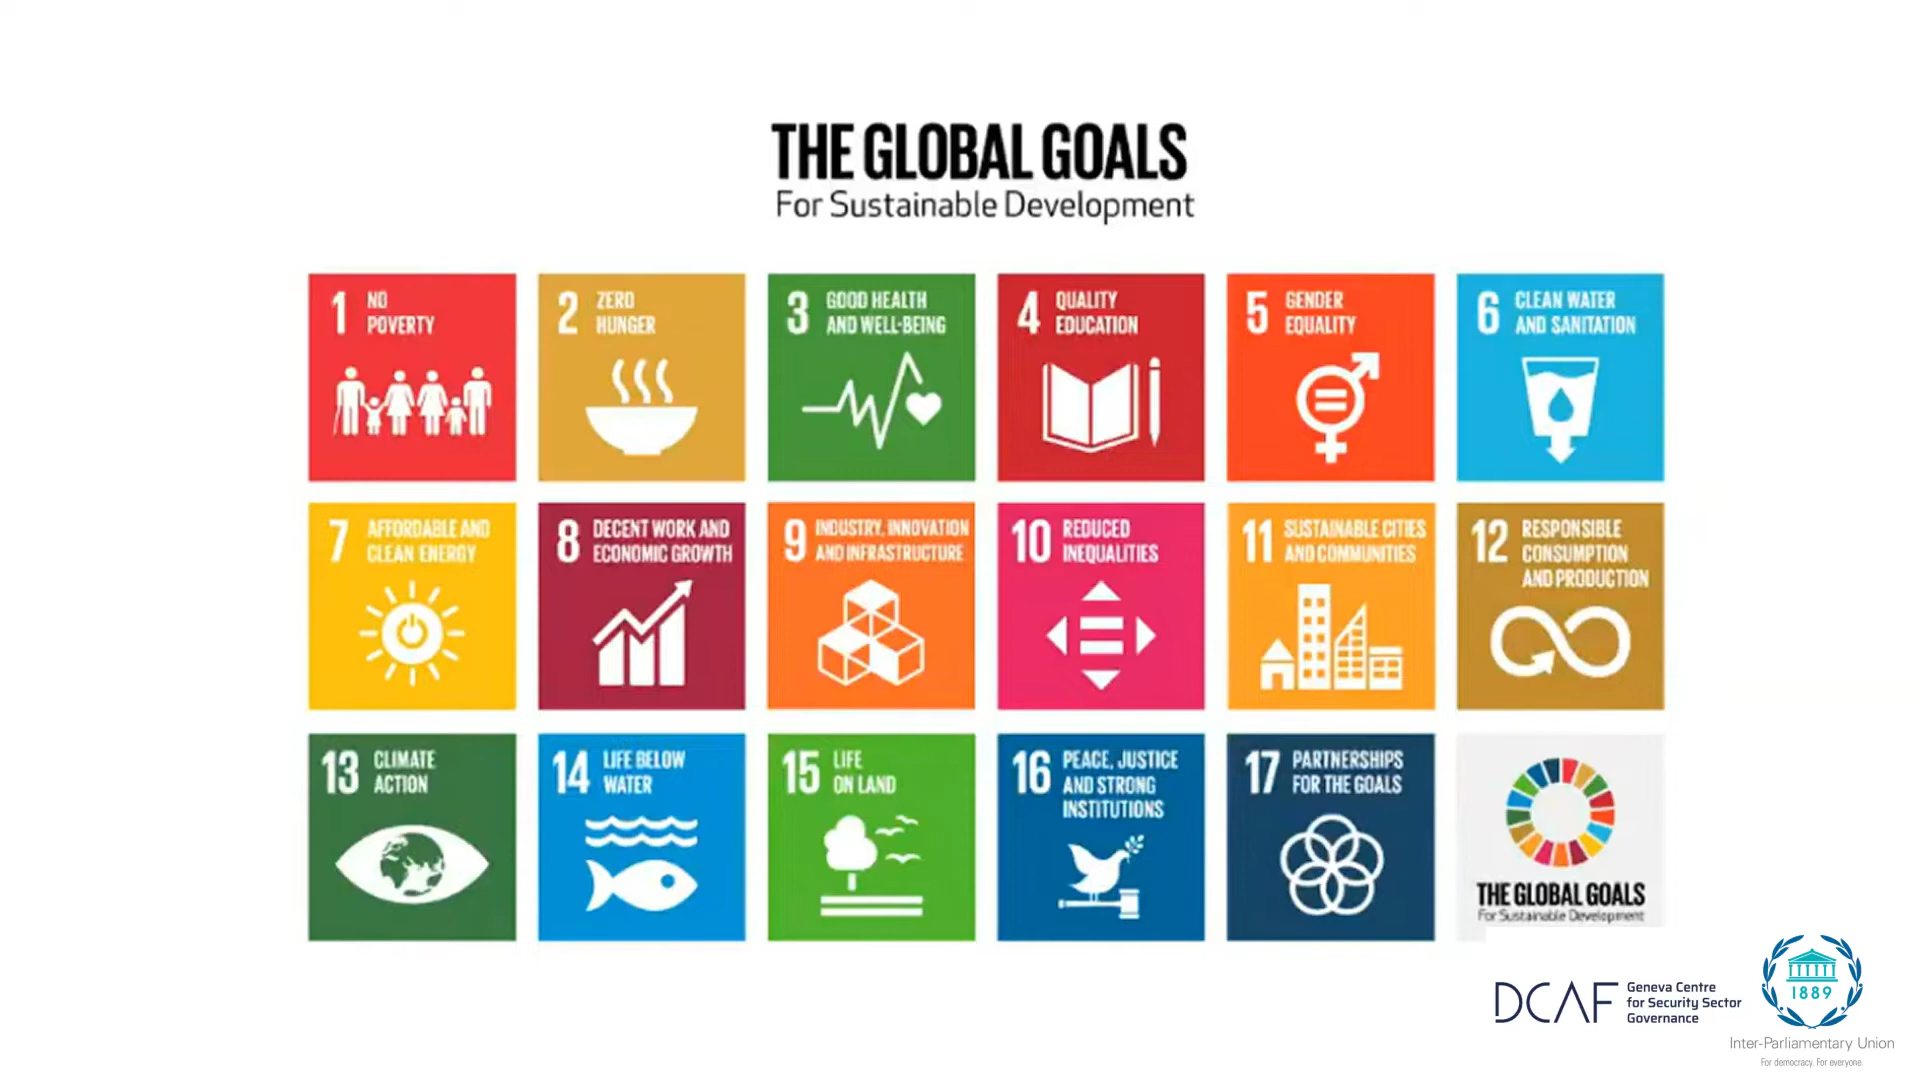 THE GLOBAL GOALS
For Sustainable Development
1 NO
POVERTY
2 ZERO
HUNGER
3 GOOD HEALTH
AND WELL-BEING
4 QUALITY
EDUCATION
5 GENDER
EQUALITY
6 CLEAN WATER
AND SANITATION
7 AFFORDABLE AND
CLEAN ENERGY
8 DECENT WORK AND
ECONOMIC GROWTH
9 INDUSTRY, INNOVATION
AND INFRASTRUCTURE
10 REDUCED
INEQUALITIES
11 SUSTAINABLE CITIES
AND COMMUNITIES
12 RESPONSIBLE
CONSUMPTION
AND PRODUCTION
13 CLIMATE
ACTION
14 LIFE BELOW
WATER
15 LIFE
ON LAND
16 PEACE, JUSTICE
AND STRONG
INSTITUTIONS
17 PARTNERSHIPS
FOR THE GOALS
THE GLOBAL GOALS
For Sustainable Development
DCAF
Geneva Centre
for Security Sector
Governance
1889
Inter-Parliamentary Union
For democracy. For everyone.